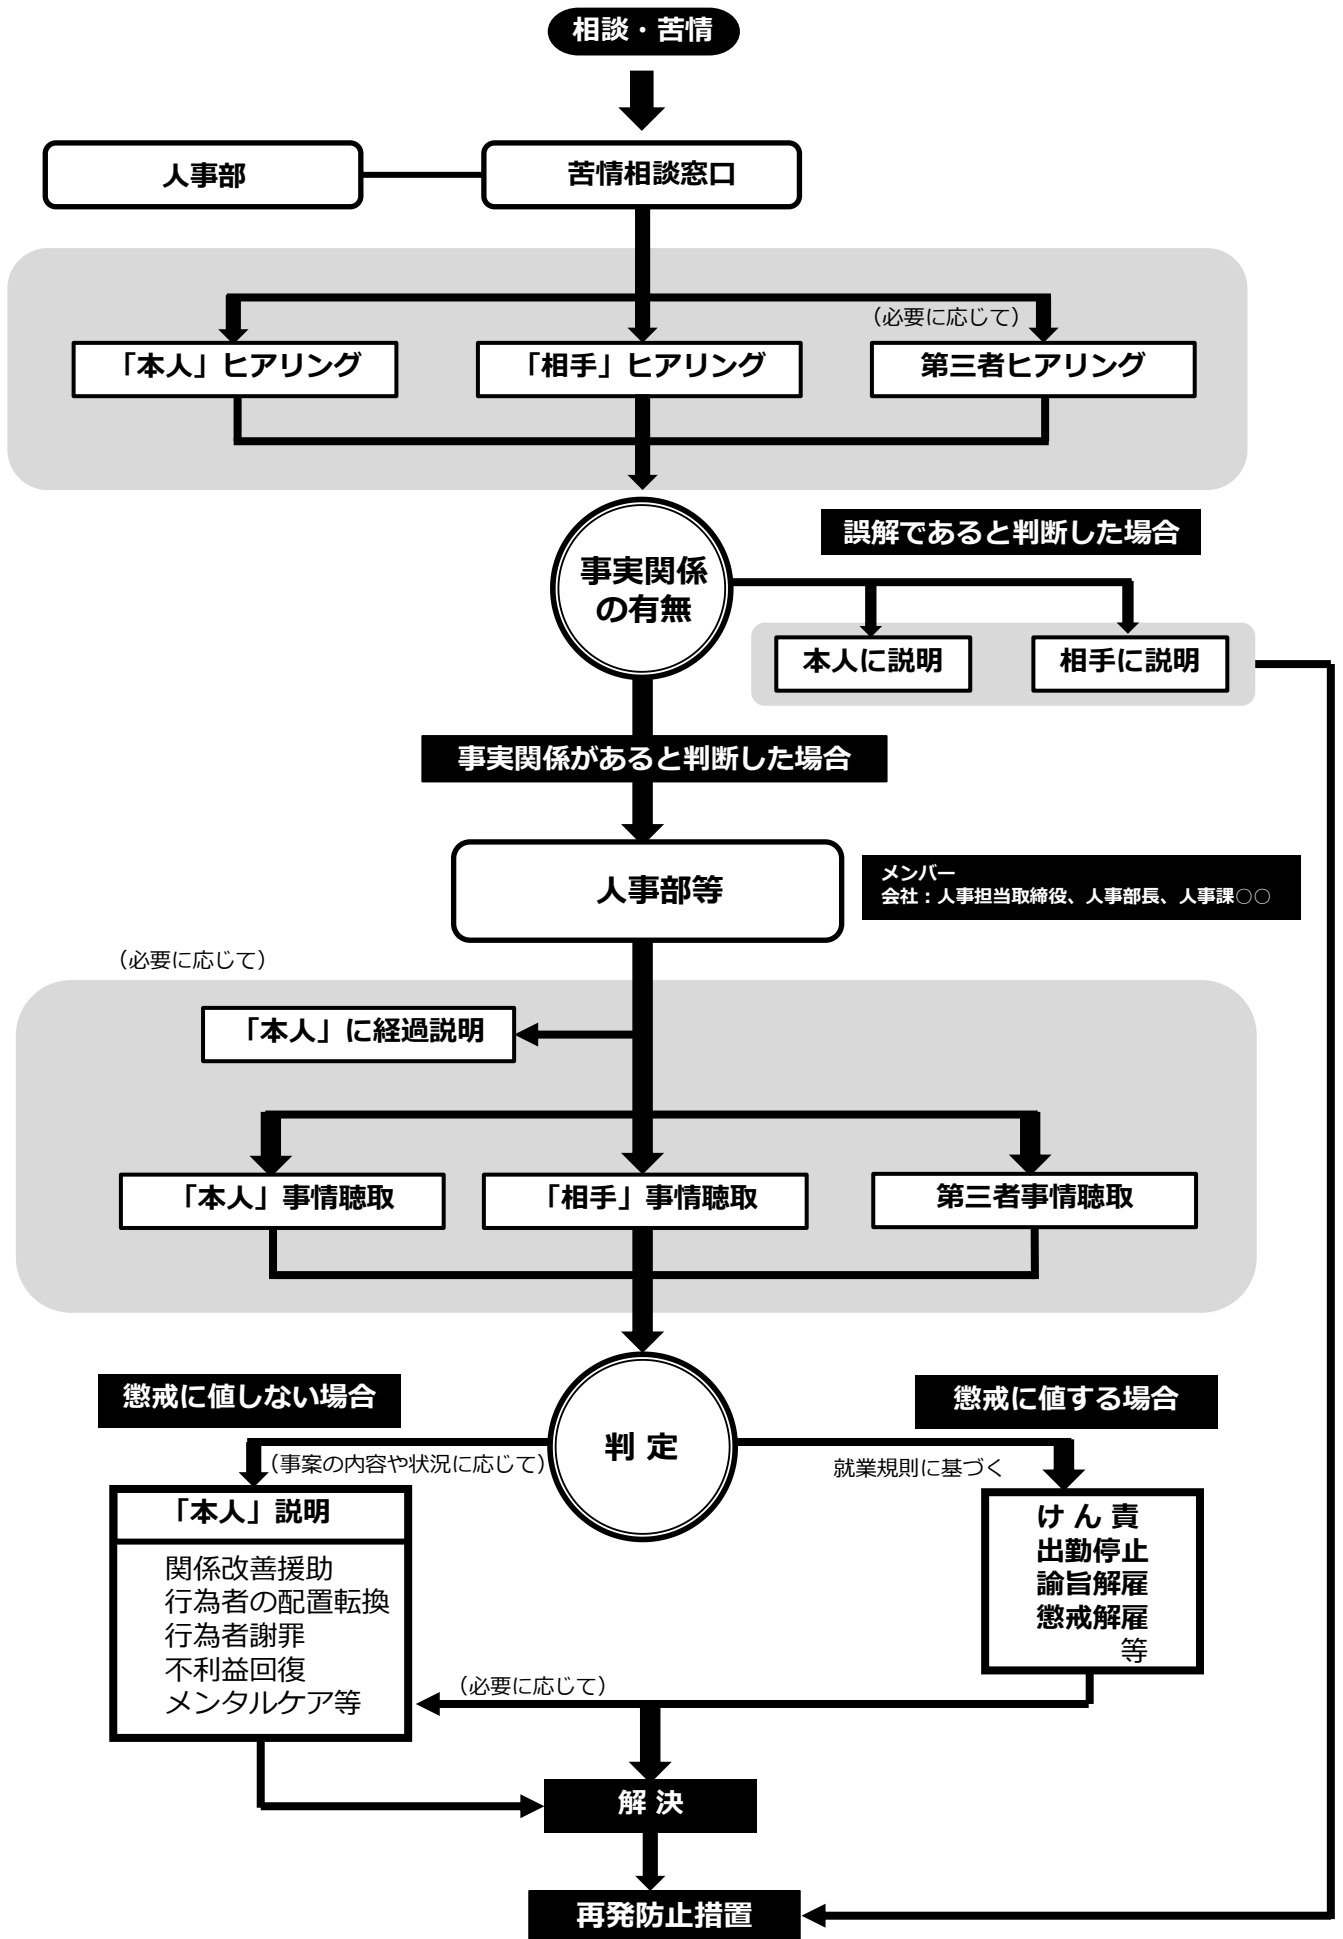 相談・苦情
人事部
苦情相談窓口
（必要に応じて）
「本人」ヒアリング
「相手」ヒアリング
第三者ヒアリング
誤解であると判断した場合
事実関係
の有無
本人に説明
相手に説明
事実関係があると判断した場合
人事部等
メンバー
会社：人事担当取締役、人事部長、人事課○○
（必要に応じて）
「本人」に経過説明
「本人」事情聴取
「相手」事情聴取
第三者事情聴取
懲戒に値しない場合
懲戒に値する場合
判 定
（事案の内容や状況に応じて）
就業規則に基づく
「本人」説明
関係改善援助
行為者の配置転換
行為者謝罪
不利益回復
メンタルケア等
け ん 責
出勤停止
諭旨解雇
懲戒解雇
等
（必要に応じて）
解 決
再発防止措置